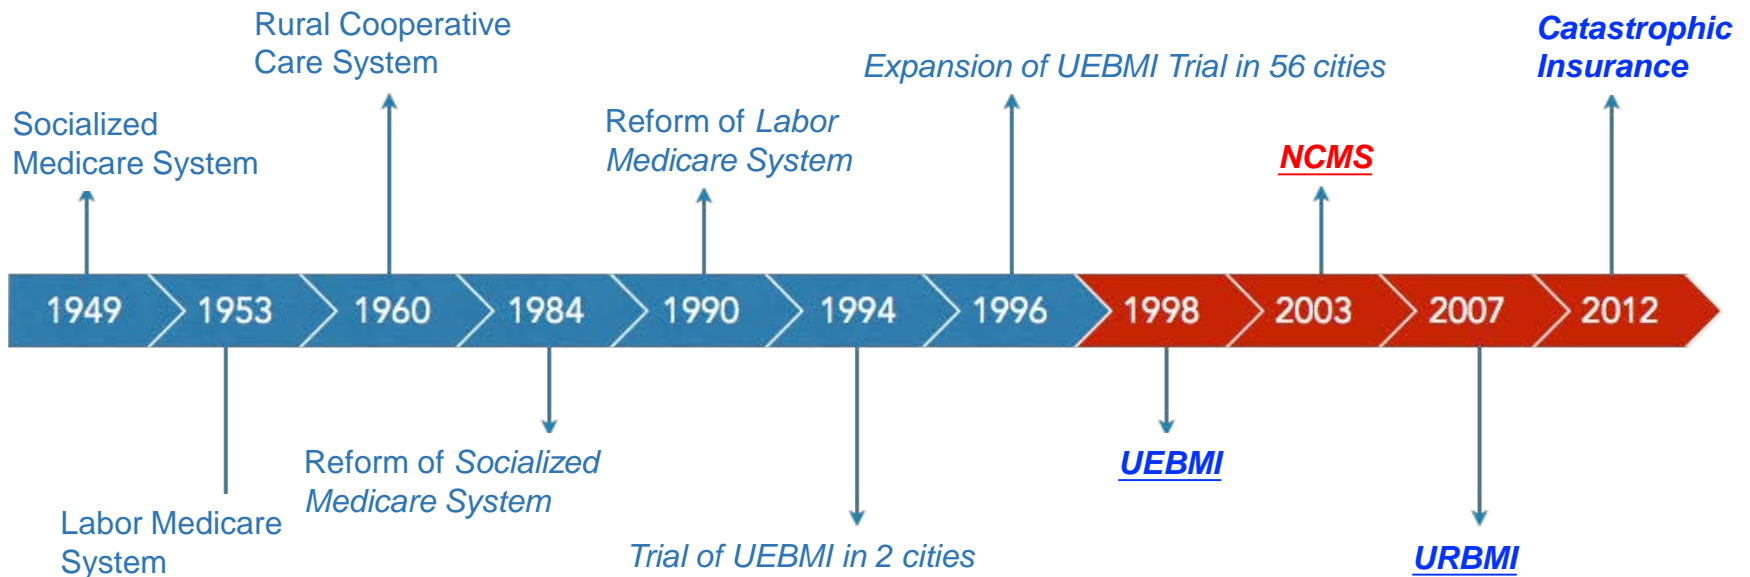 Rural Cooperative
Care System
Catastrophic
Insurance
Expansion of UEBMI Trial in 56 cities
Socialized
Medicare System
Reform of Labor
Medicare System
NCMS
1949
1953
1960
1984
1990
1994
1996
1998
2003
2007
2012
Reform of Socialized
Medicare System
UEBMI
Labor Medicare
System
Trial of UEBMI in 2 cities
URBMI